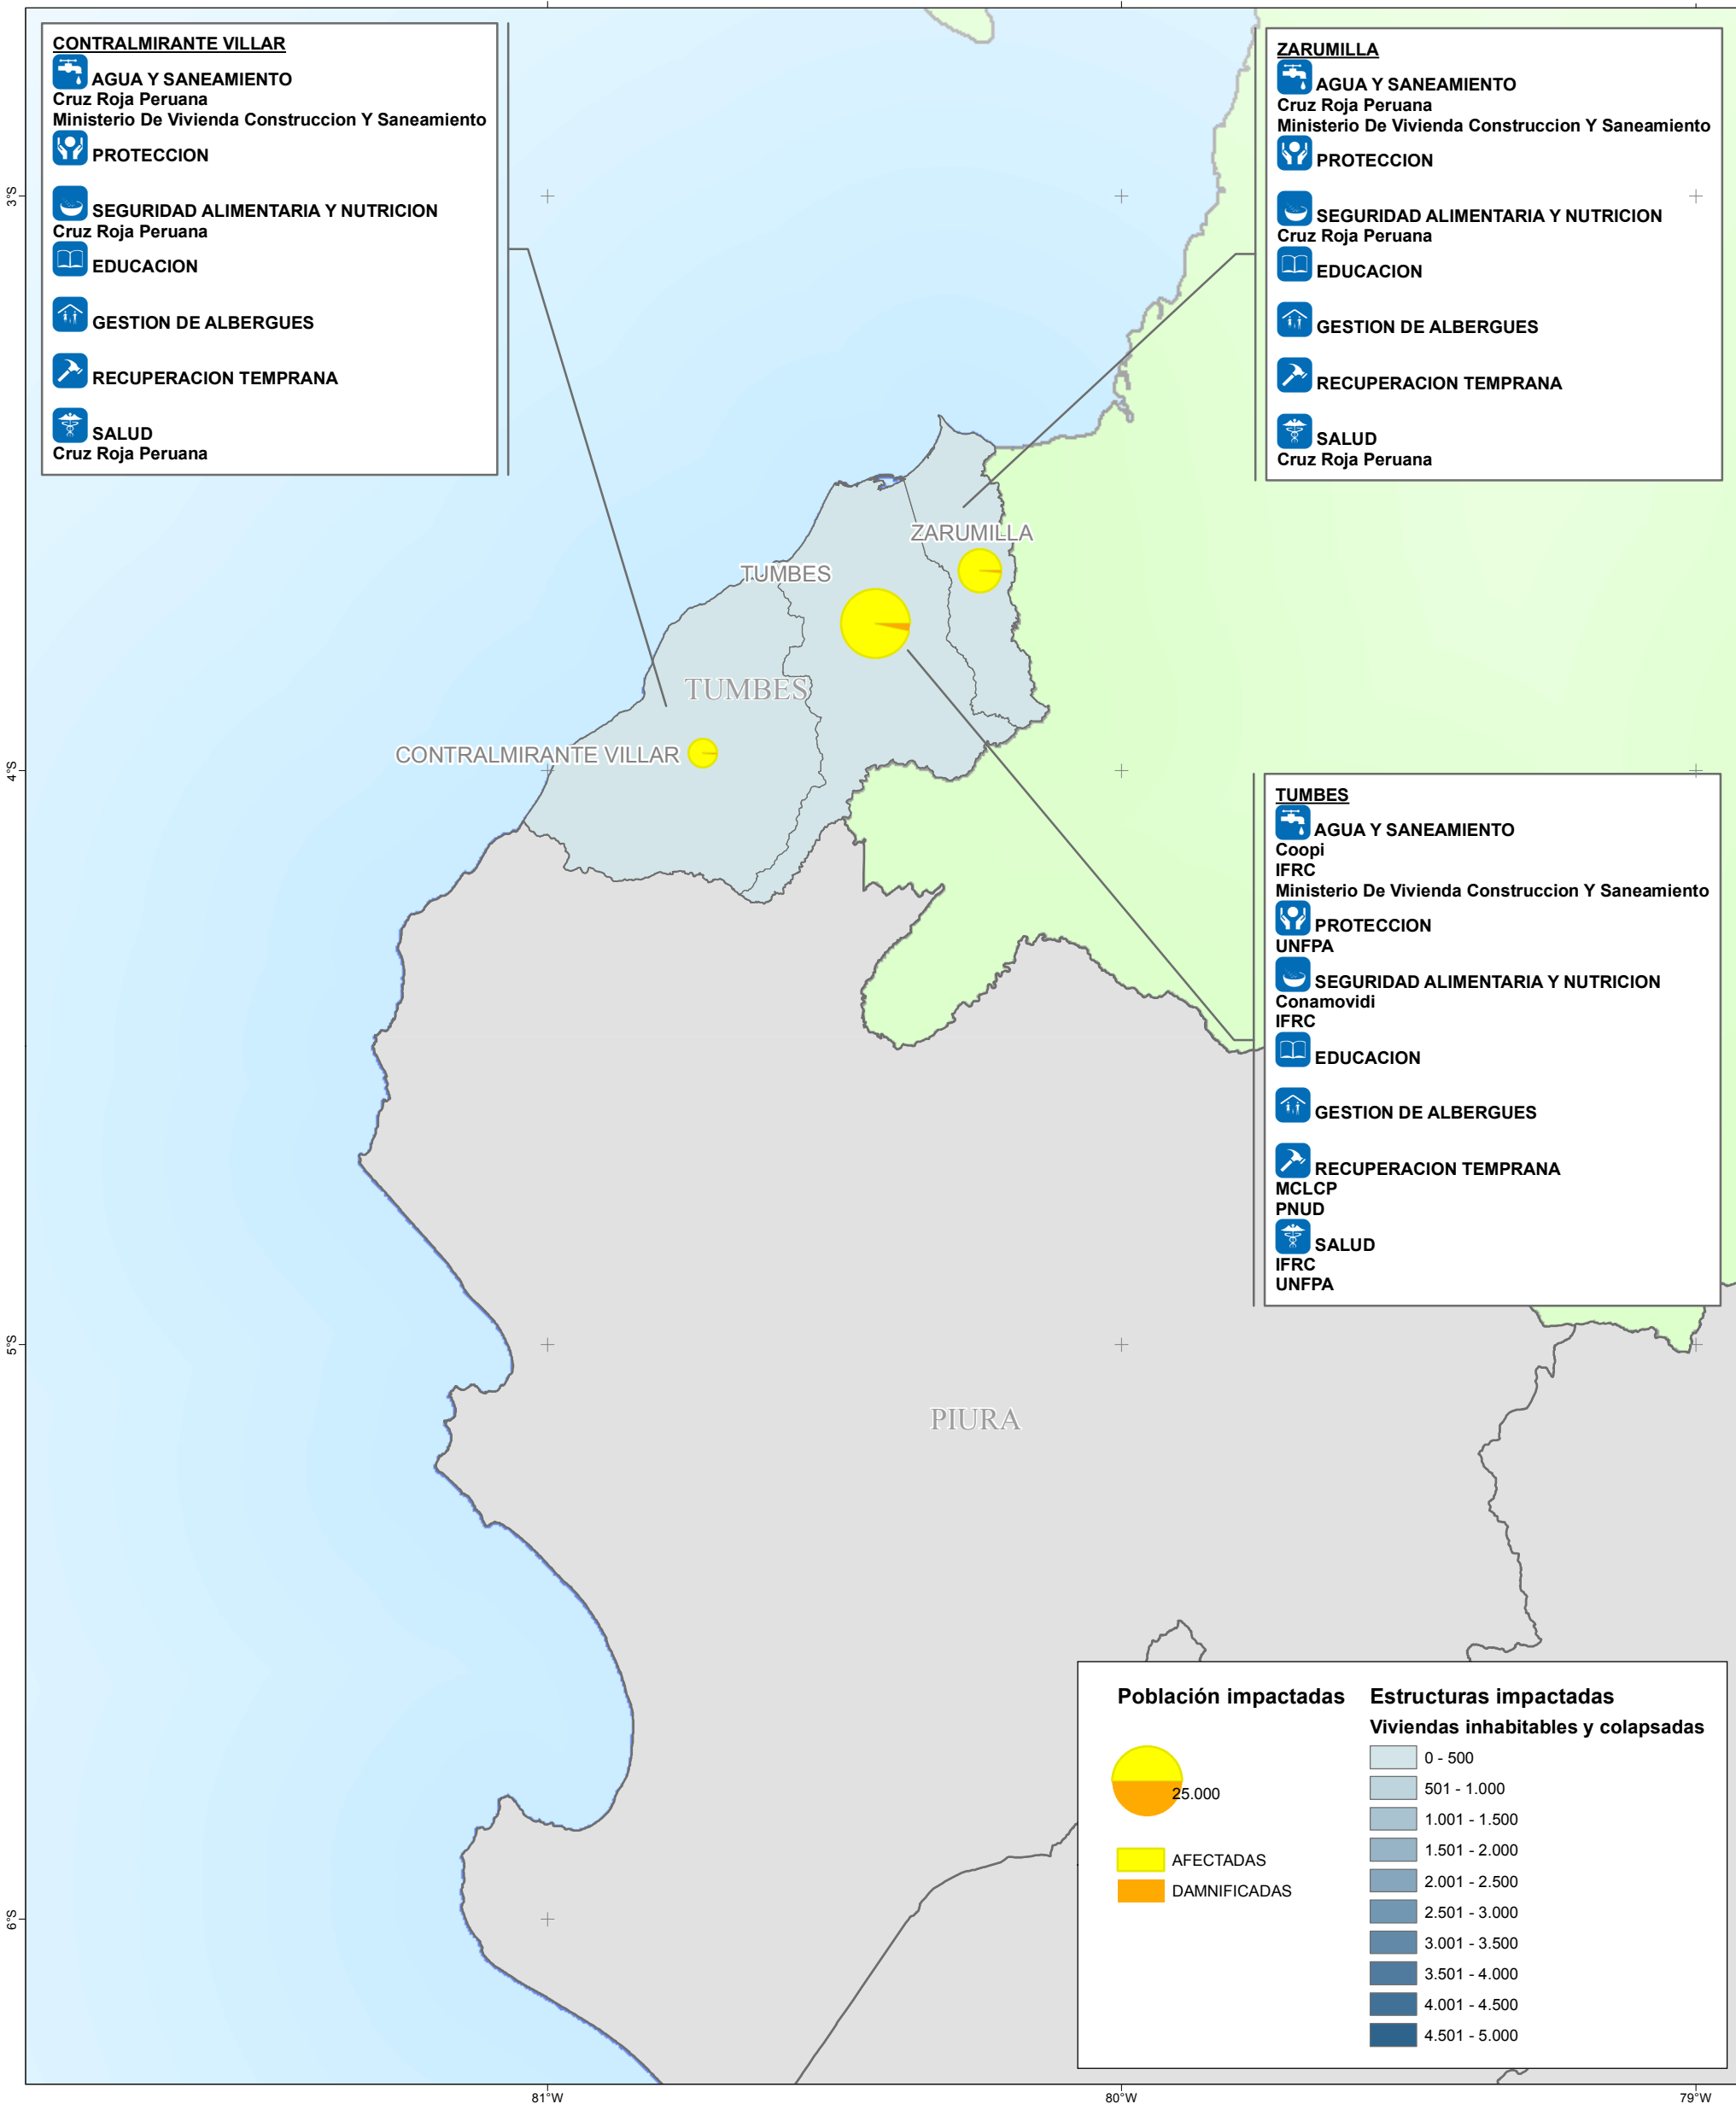 CONTRALMIRANTE VILLAR
AGUA Y SANEAMIENTO
Cruz Roja Peruana
Ministerio De Vivienda Construccion Y Saneamiento
PROTECCION
SEGURIDAD ALIMENTARIA Y NUTRICION
Cruz Roja Peruana
EDUCACION
GESTION DE ALBERGUES
RECUPERACION TEMPRANA
SALUD
Cruz Roja Peruana
ZARUMILLA
AGUA Y SANEAMIENTO
Cruz Roja Peruana
Ministerio De Vivienda Construccion Y Saneamiento
PROTECCION
SEGURIDAD ALIMENTARIA Y NUTRICION
Cruz Roja Peruana
EDUCACION
GESTION DE ALBERGUES
RECUPERACION TEMPRANA
SALUD
Cruz Roja Peruana
3°S
ZARUMILLA
TUMBES
TUMBES
CONTRALMIRANTE VILLAR
4°S
TUMBES
AGUA Y SANEAMIENTO
Coopi
IFRC
Ministerio De Vivienda Construccion Y Saneamiento
PROTECCION
UNFPA
SEGURIDAD ALIMENTARIA Y NUTRICION
Conamovidi
IFRC
EDUCACION
GESTION DE ALBERGUES
RECUPERACION TEMPRANA
MCLCP
PNUD
SALUD
IFRC
UNFPA
5°S
PIURA
6°S
Población impactadas
25.000
AFECTADAS
DAMNIFICADAS
Estructuras impactadas
Viviendas inhabitables y colapsadas
0 - 500
501 - 1.000
1.001 - 1.500
1.501 - 2.000
2.001 - 2.500
2.501 - 3.000
3.001 - 3.500
3.501 - 4.000
4.001 - 4.500
4.501 - 5.000
81°W
80°W
79°W